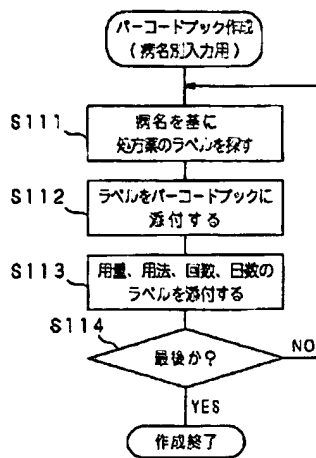 バーコードブック作成
(病名別入力用)
S111
病名を基に
処方薬のラベルを探す
S112
ラベルをバーコードブックに
添付する
S113
用量、用法、回数、日数の
ラベルを添付する
S114
最後か?
NO
YES
作成終了